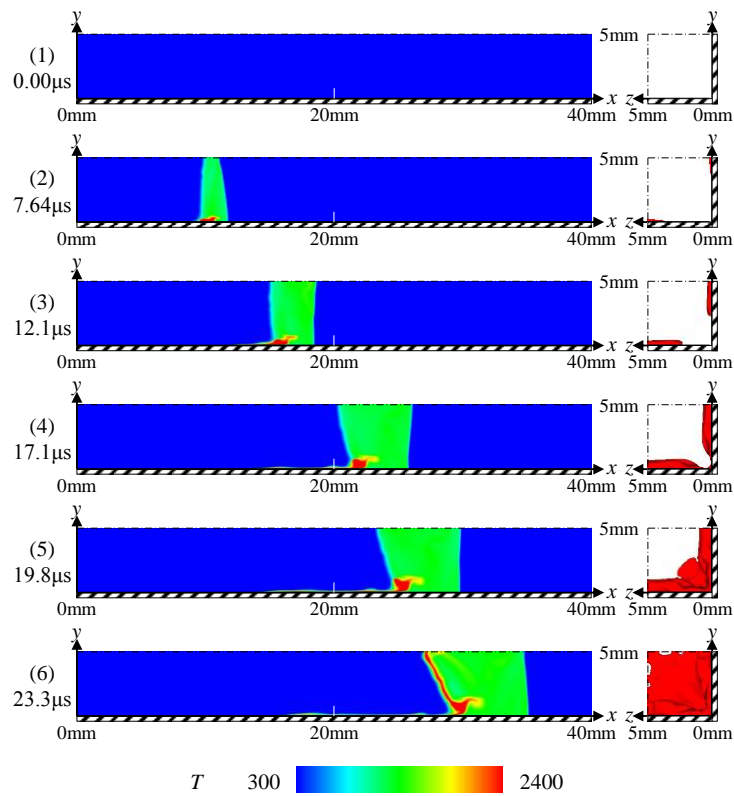 y y
(1) 5mm
0.00μs
x z
0mm 20mm 40mm 5mm 0mm
y y
(2) 5mm
7.64μs
x z
0mm 20mm 40mm 5mm 0mm
y y
(3) 5mm
12.1μs
x z
0mm 20mm 40mm 5mm 0mm
y y
(4) 5mm
17.1μs
x z
0mm 20mm 40mm 5mm 0mm
y y
(5) 5mm
19.8μs
x z
0mm 20mm 40mm 5mm 0mm
y y
(6) 5mm
23.3μs
x z
0mm 20mm 40mm 5mm 0mm
T 300 2400